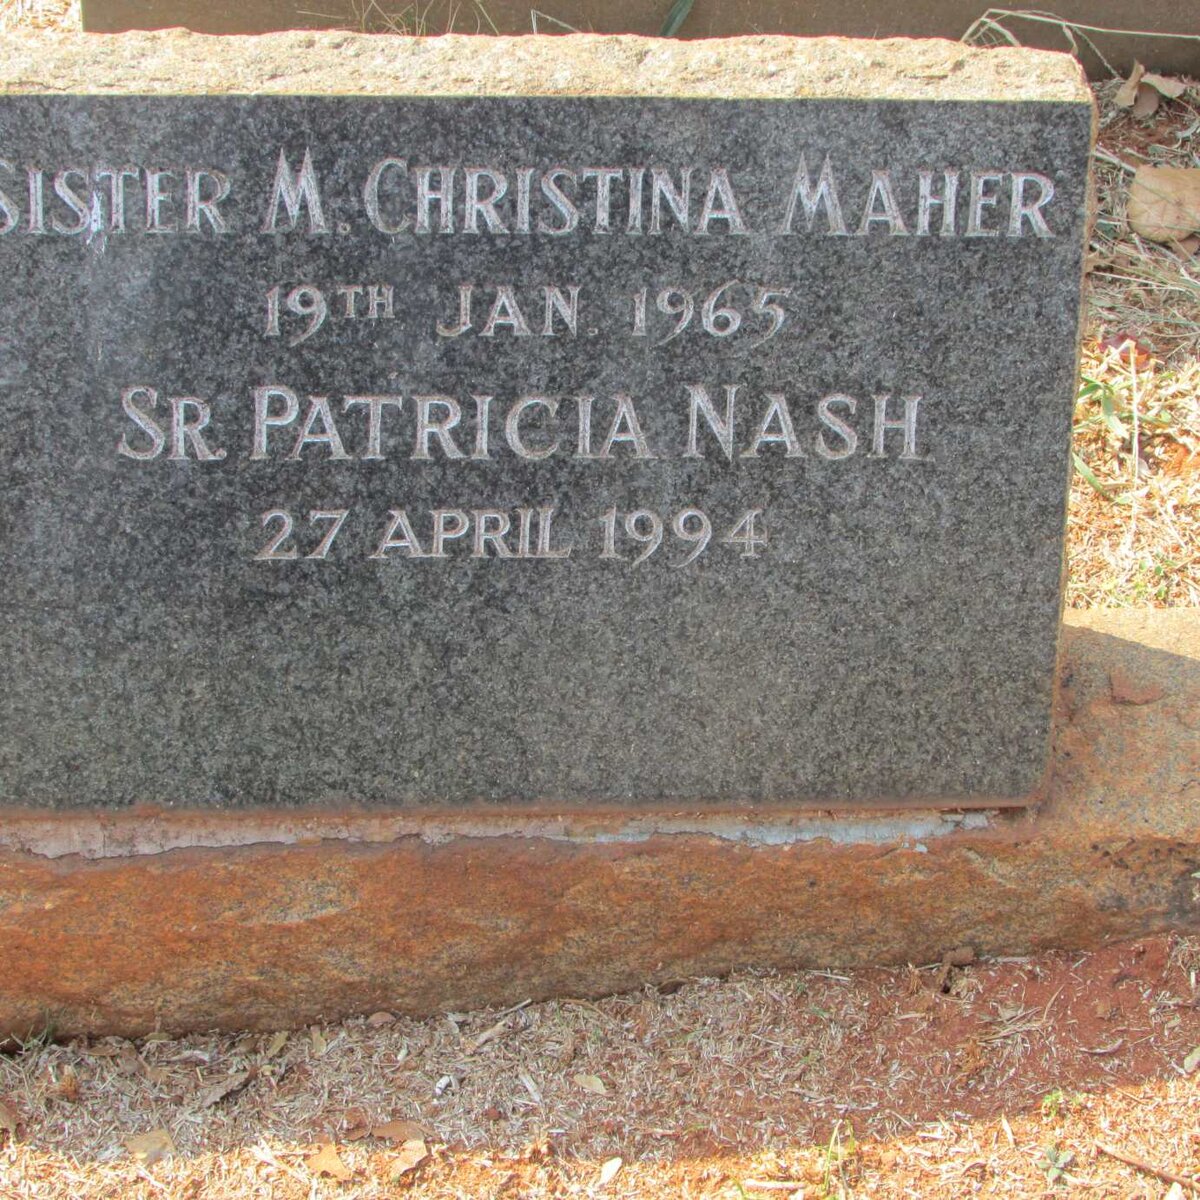 SISTER M. CHRISTINA MAHER
19TH JAN. 1965
SR. PATRICIA NASH
27 APRIL 1994